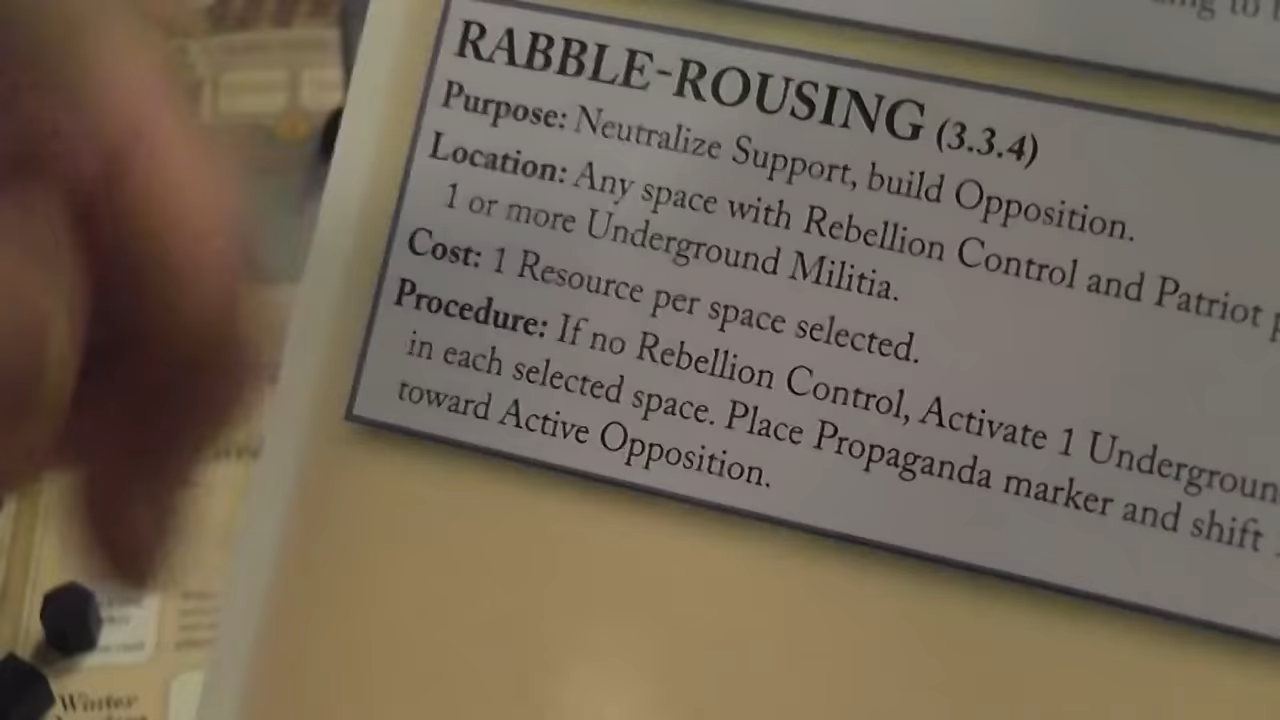 RABBLE-ROUSING (3.3.4)
Purpose: Neutralize Support, build Opposition.
Location: Any space with Rebellion Control and Patriot
1 or more Underground Militia.
Cost: 1 Resource per space selected.
Procedure: If no Rebellion Control, Activate 1 Undergroun
in each selected space. Place Propaganda marker and shift
toward Active Opposition.
Winter